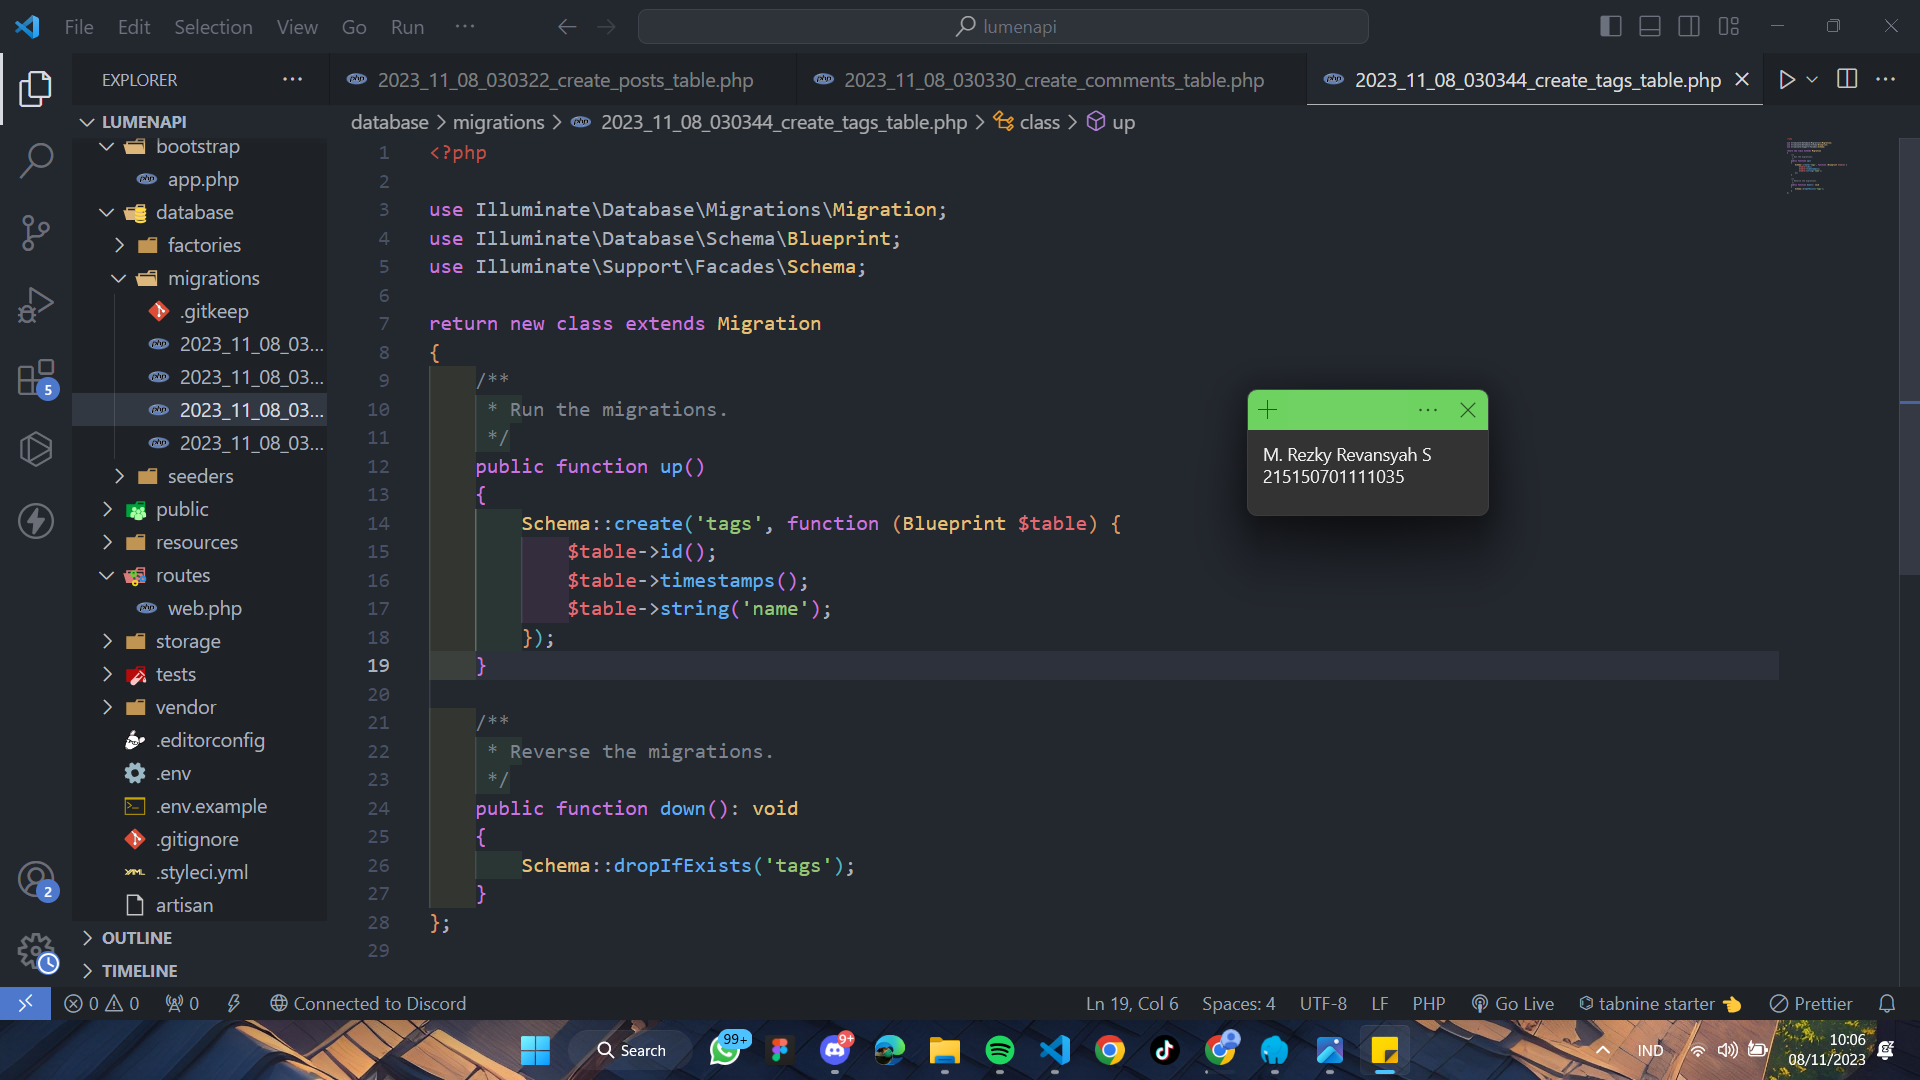 File Edit Selection View Go Run ···
lumenapi
EXPLORER ···
2023_11_08_030322_create_posts_table.php
2023_11_08_030330_create_comments_table.php
2023_11_08_030344_create_tags_table.php
LUMENAPI
bootstrap
app.php
database
factories
migrations
.gitkeep
2023_11_08_03...
2023_11_08_03...
2023_11_08_03...
2023_11_08_03...
seeders
public
resources
routes
web.php
storage
tests
vendor
.editorconfig
.env
.env.example
.gitignore
.styleci.yml
artisan
OUTLINE
TIMELINE
5
2
database > migrations > 2023_11_08_030344_create_tags_table.php > class > up
1 <?php
2
3 use Illuminate\Database\Migrations\Migration;
4 use Illuminate\Database\Schema\Blueprint;
5 use Illuminate\Support\Facades\Schema;
6
7 return new class extends Migration
8 {
9 /**
10 * Run the migrations.
11 */
12 public function up()
13 {
14 Schema::create('tags', function (Blueprint $table) {
15 $table->id();
16 $table->timestamps();
17 $table->string('name');
18 });
19 }
20
21 /**
22 * Reverse the migrations.
23 */
24 public function down(): void
25 {
26 Schema::dropIfExists('tags');
27 }
28 };
29
M. Rezky Revansyah S
215150701111035
0 0 0 Connected to Discord
Ln 19, Col 6 Spaces: 4 UTF-8 LF PHP Go Live tabnine starter Prettier
Search
99+
9+
IND
10:06
08/11/2023